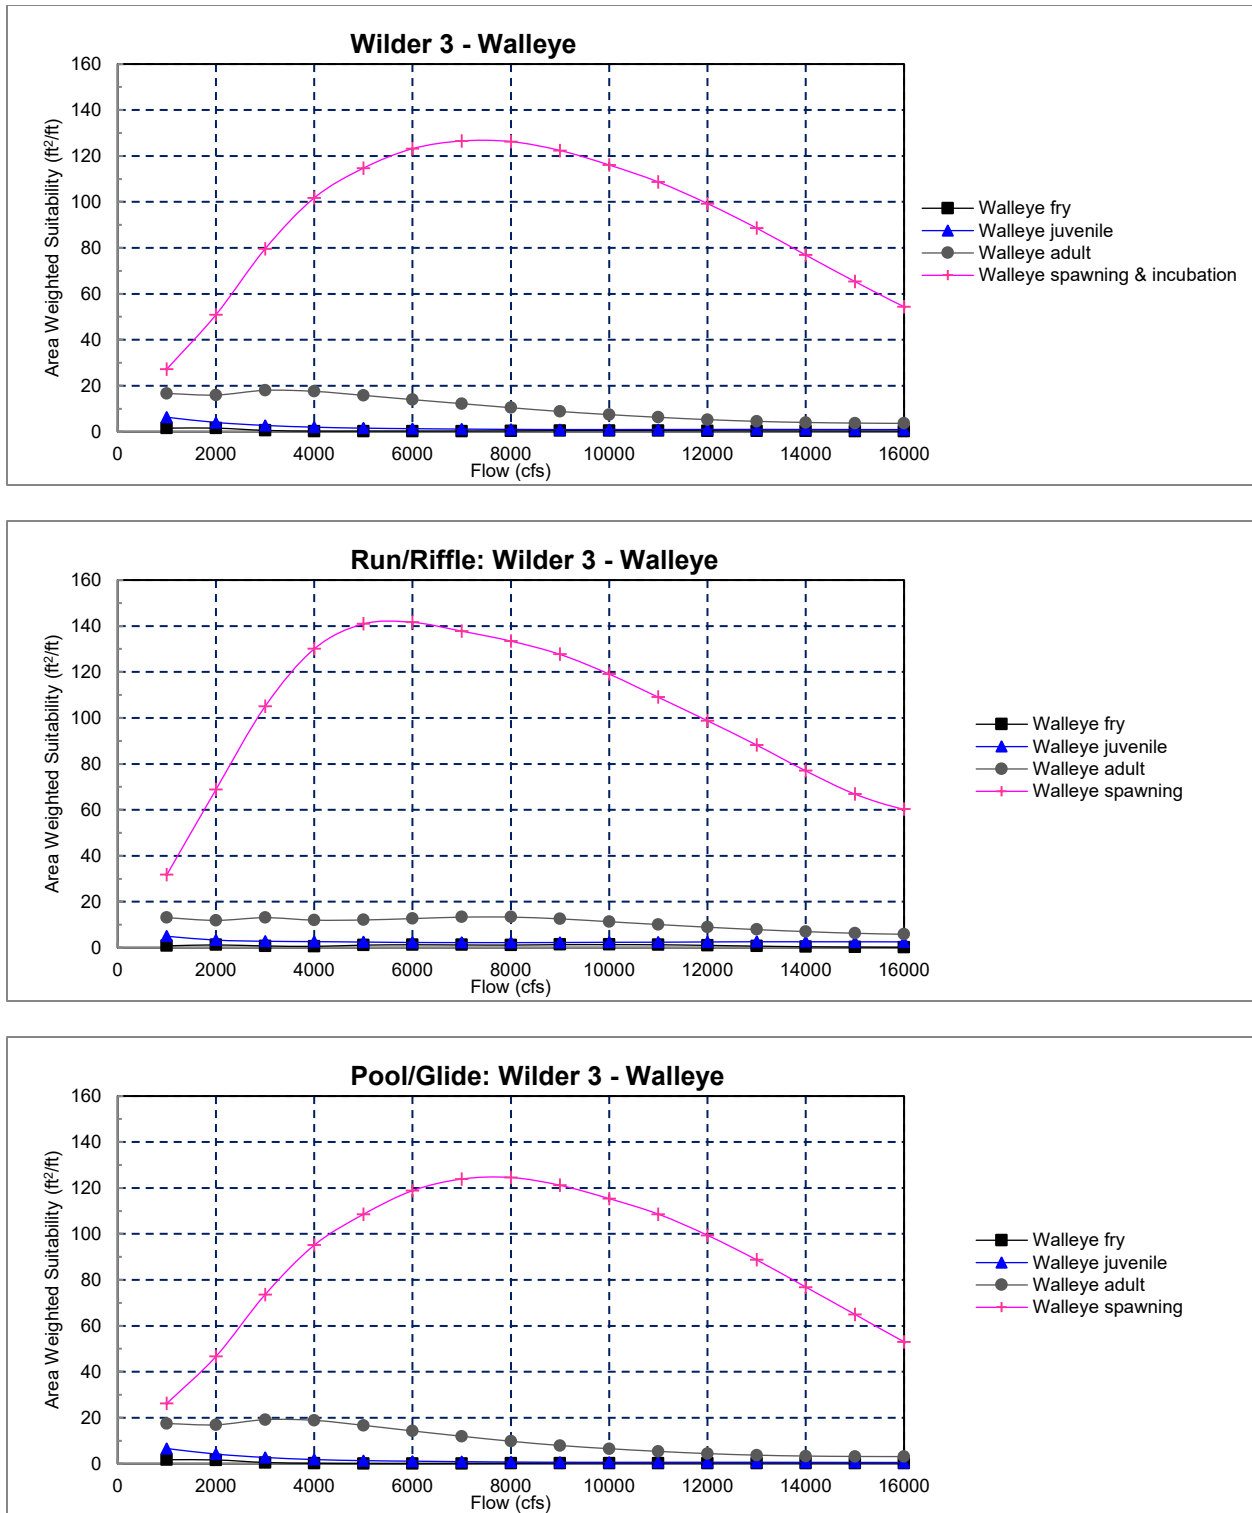 Wilder 3 - Walleye
160
140
120
100
80
60
40
20
0
Area Weighted Suitability (ft²/ft)
0 2000 4000 6000 8000 10000 12000 14000 16000
Flow (cfs)
Walleye fry
Walleye juvenile
Walleye adult
Walleye spawning & incubation
Run/Riffle: Wilder 3 - Walleye
160
140
120
100
80
60
40
20
0
Area Weighted Suitability (ft²/ft)
0 2000 4000 6000 8000 10000 12000 14000 16000
Flow (cfs)
Walleye fry
Walleye juvenile
Walleye adult
Walleye spawning
Pool/Glide: Wilder 3 - Walleye
160
140
120
100
80
60
40
20
0
Area Weighted Suitability (ft²/ft)
0 2000 4000 6000 8000 10000 12000 14000 16000
Flow (cfs)
Walleye fry
Walleye juvenile
Walleye adult
Walleye spawning